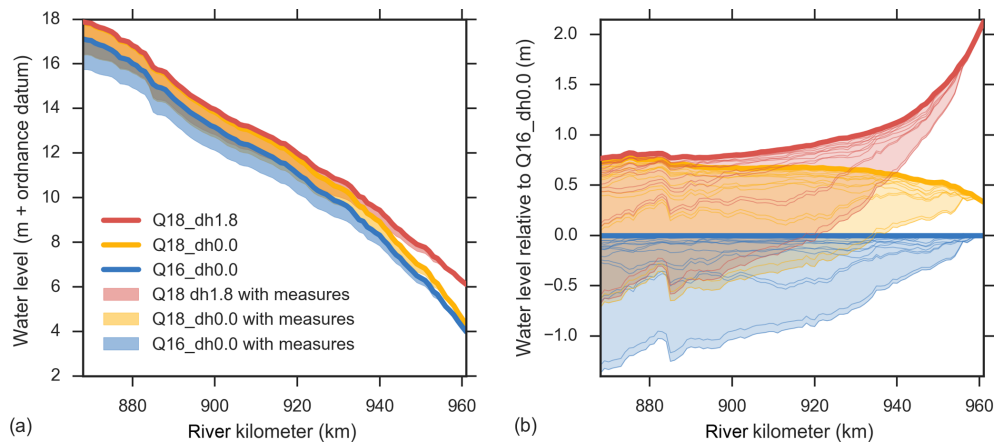 18
16
14
12
10
8
6
4
2
Water level (m + ordnance datum)
Q18_dh1.8
Q18_dh0.0
Q16_dh0.0
Q18 dh1.8 with measures
Q18_dh0.0 with measures
Q16_dh0.0 with measures
880 900 920 940 960
(a) River kilometer (km)
2.0
1.5
1.0
0.5
0.0
−0.5
−1.0
Water level relative to Q16_dh0.0 (m)
880 900 920 940 960
(b) River kilometer (km)